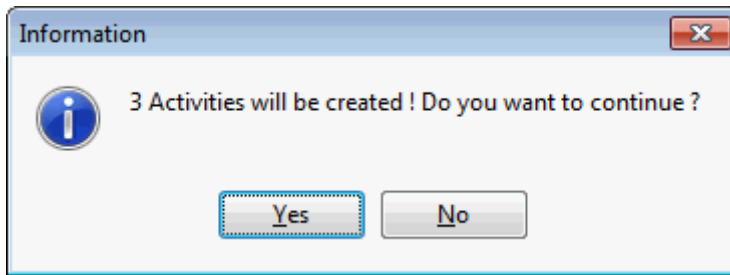 Information
3 Activities will be created ! Do you want to continue ?
Yes
No